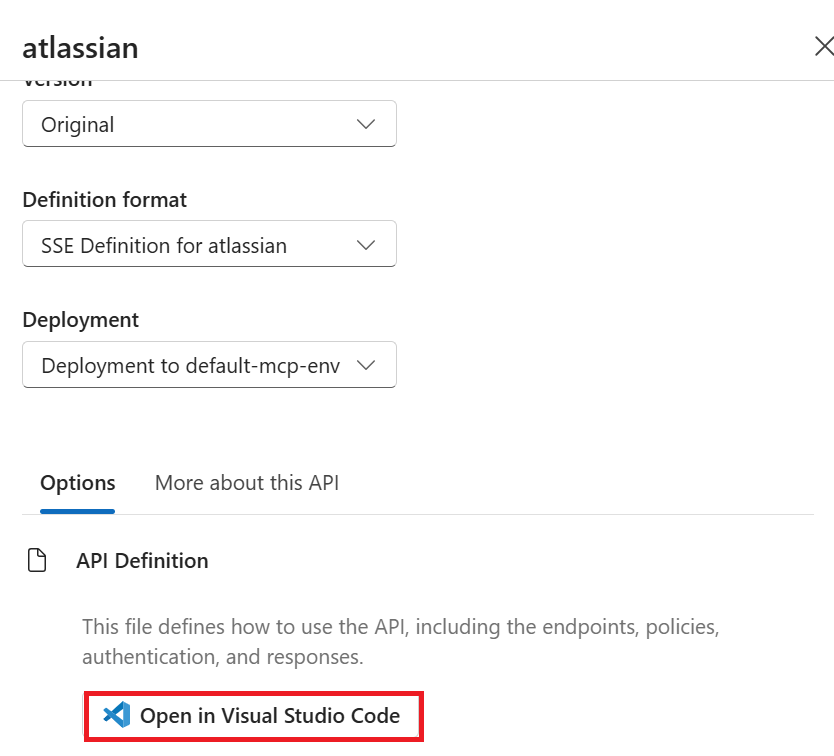 atlassian
Version
Original
Definition format
SSE Definition for atlassian
Deployment
Deployment to default-mcp-env
Options
More about this API
API Definition
This file defines how to use the API, including the endpoints, policies,
authentication, and responses.
Open in Visual Studio Code